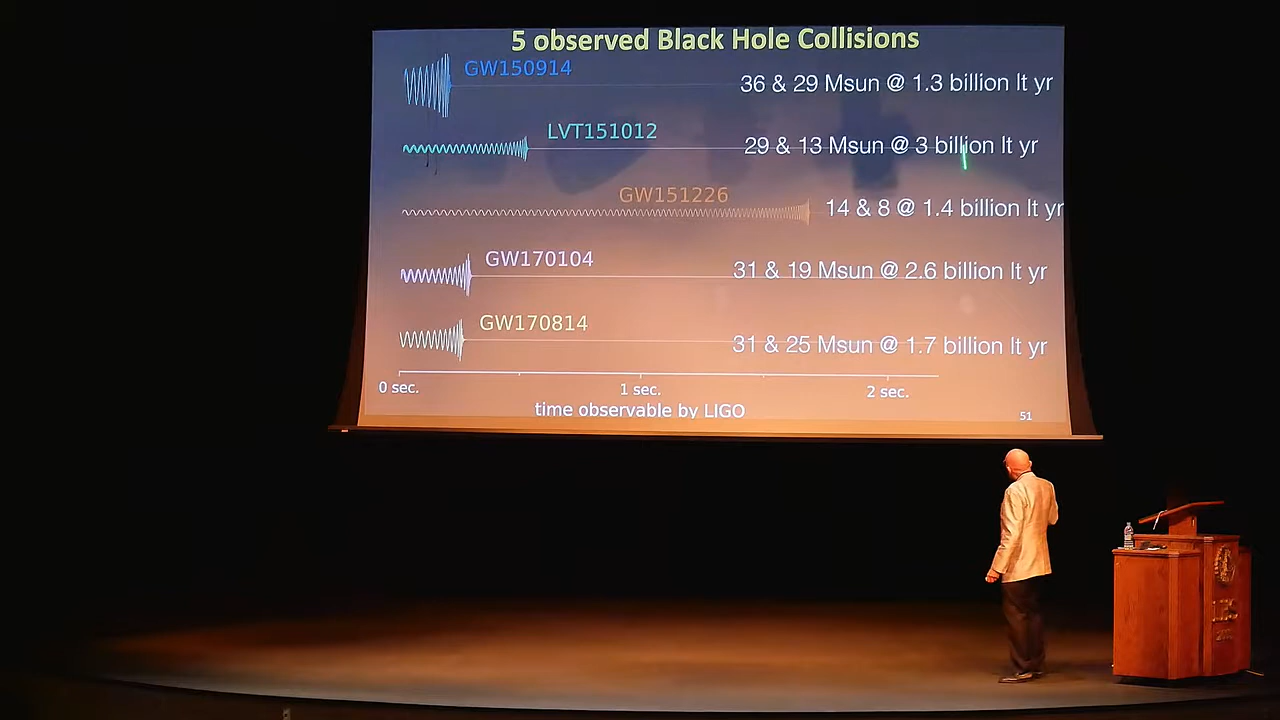 5 observed Black Hole Collisions
GW150914
36 & 29 Msun @ 1.3 billion lt yr
LVT151012
29 & 13 Msun @ 3 billion lt yr
GW151226
14 & 8 @ 1.4 billion lt yr
GW170104
31 & 19 Msun @ 2.6 billion lt yr
GW170814
31 & 25 Msun @ 1.7 billion lt yr
0 sec.
1 sec.
2 sec.
time observable by LIGO
51